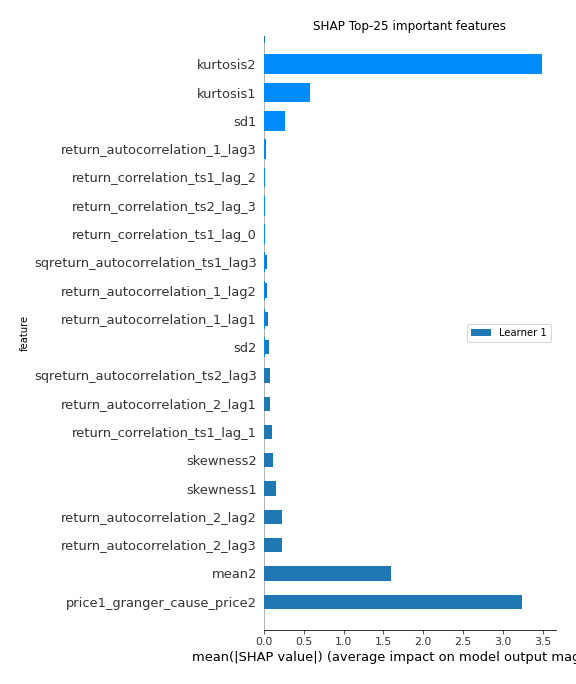 SHAP Top-25 important features
kurtosis2
kurtosis1
sd1
return_autocorrelation_1_lag3
return_correlation_ts1_lag_2
return_correlation_ts2_lag_3
return_correlation_ts1_lag_0
sqreturn_autocorrelation_ts1_lag3
return_autocorrelation_1_lag2
return_autocorrelation_1_lag1
sd2
sqreturn_autocorrelation_ts2_lag3
return_autocorrelation_2_lag1
return_correlation_ts1_lag_1
skewness2
skewness1
return_autocorrelation_2_lag2
return_autocorrelation_2_lag3
mean2
price1_granger_cause_price2
feature
Learner 1
0.0 0.5 1.0 1.5 2.0 2.5 3.0 3.5
mean(|SHAP value|) (average impact on model output mag